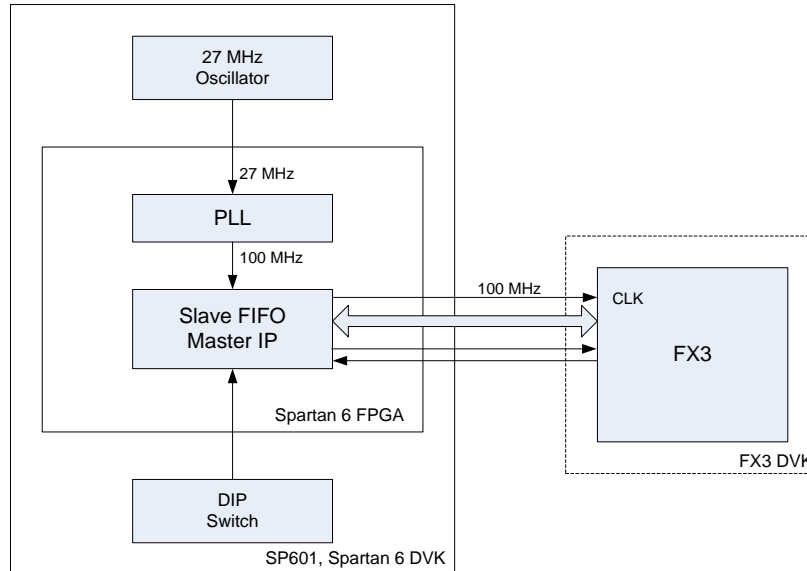 27 MHz
Oscillator
27 MHz
PLL
100 MHz
Slave FIFO
Master IP
100 MHz
CLK
FX3
Spartan 6 FPGA
FX3 DVK
DIP
Switch
SP601, Spartan 6 DVK